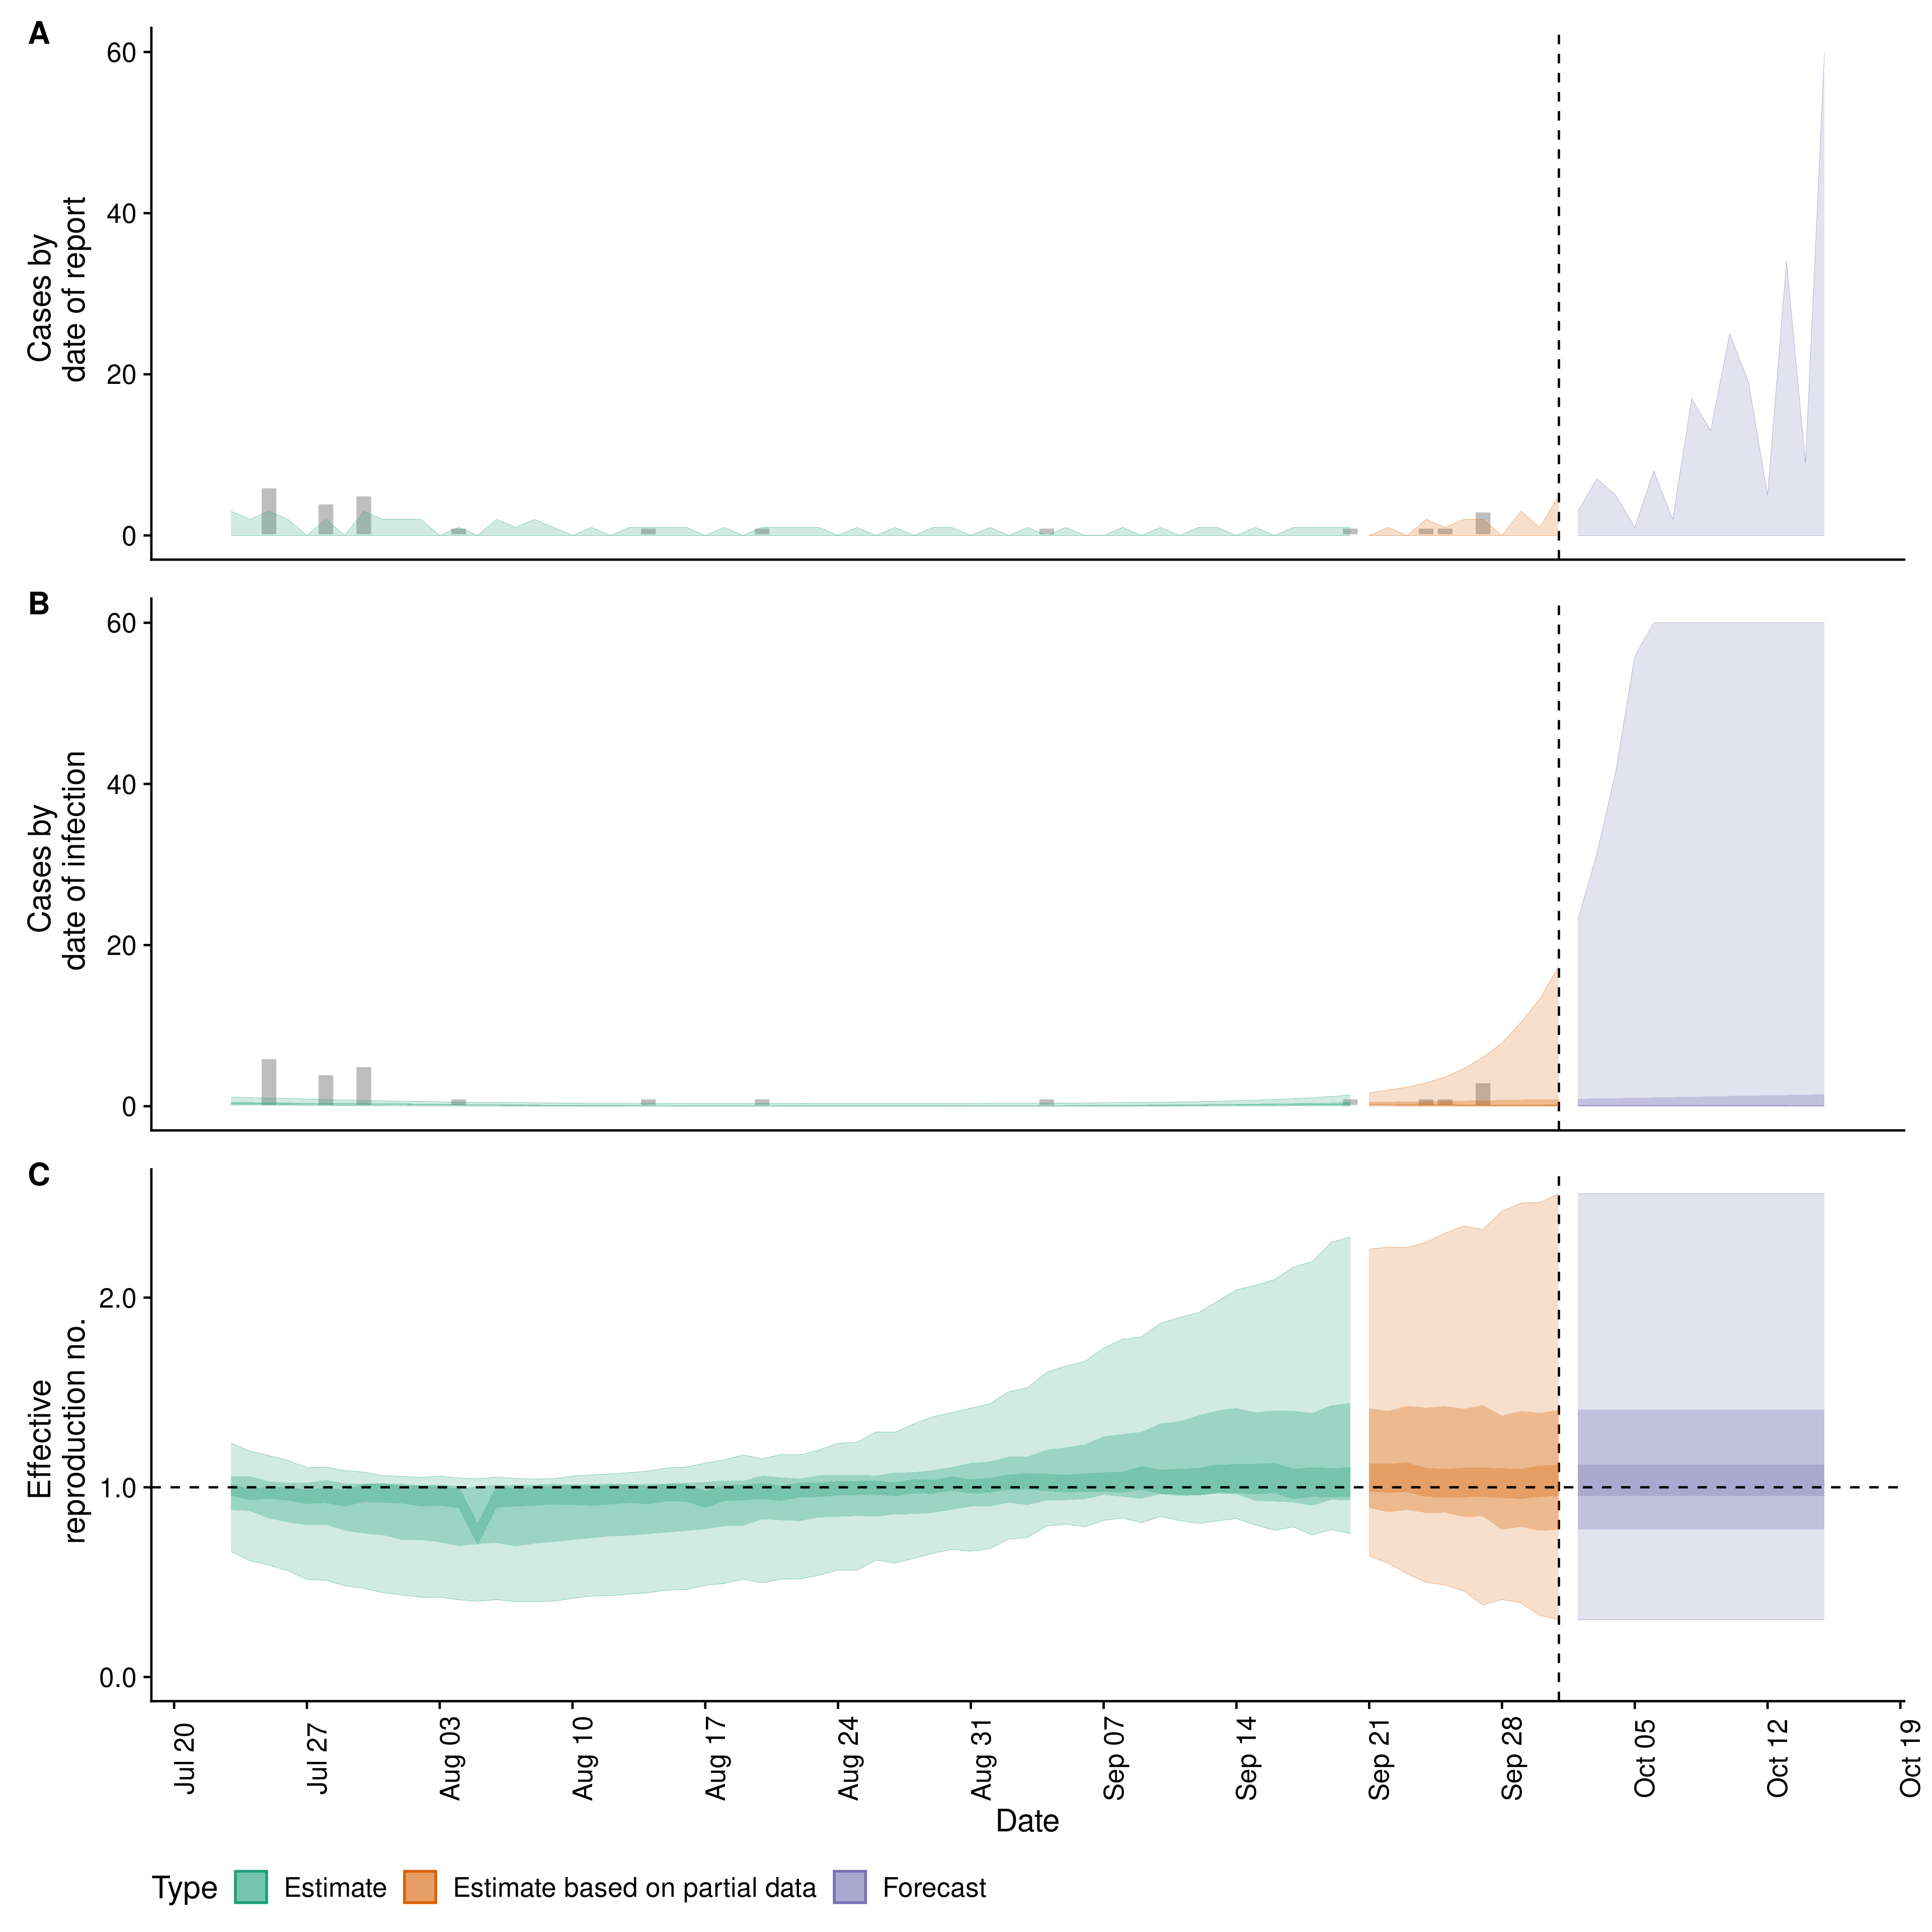 A
Cases by
date of report
60
40
20
0
B
Cases by
date of infection
60
40
20
0
C
Effective
reproduction no.
2.0
1.0
0.0
Jul 20
Jul 27
Aug 03
Aug 10
Aug 17
Aug 24
Aug 31
Sep 07
Sep 14
Sep 21
Sep 28
Oct 05
Oct 12
Oct 19
Date
Type
Estimate
Estimate based on partial data
Forecast